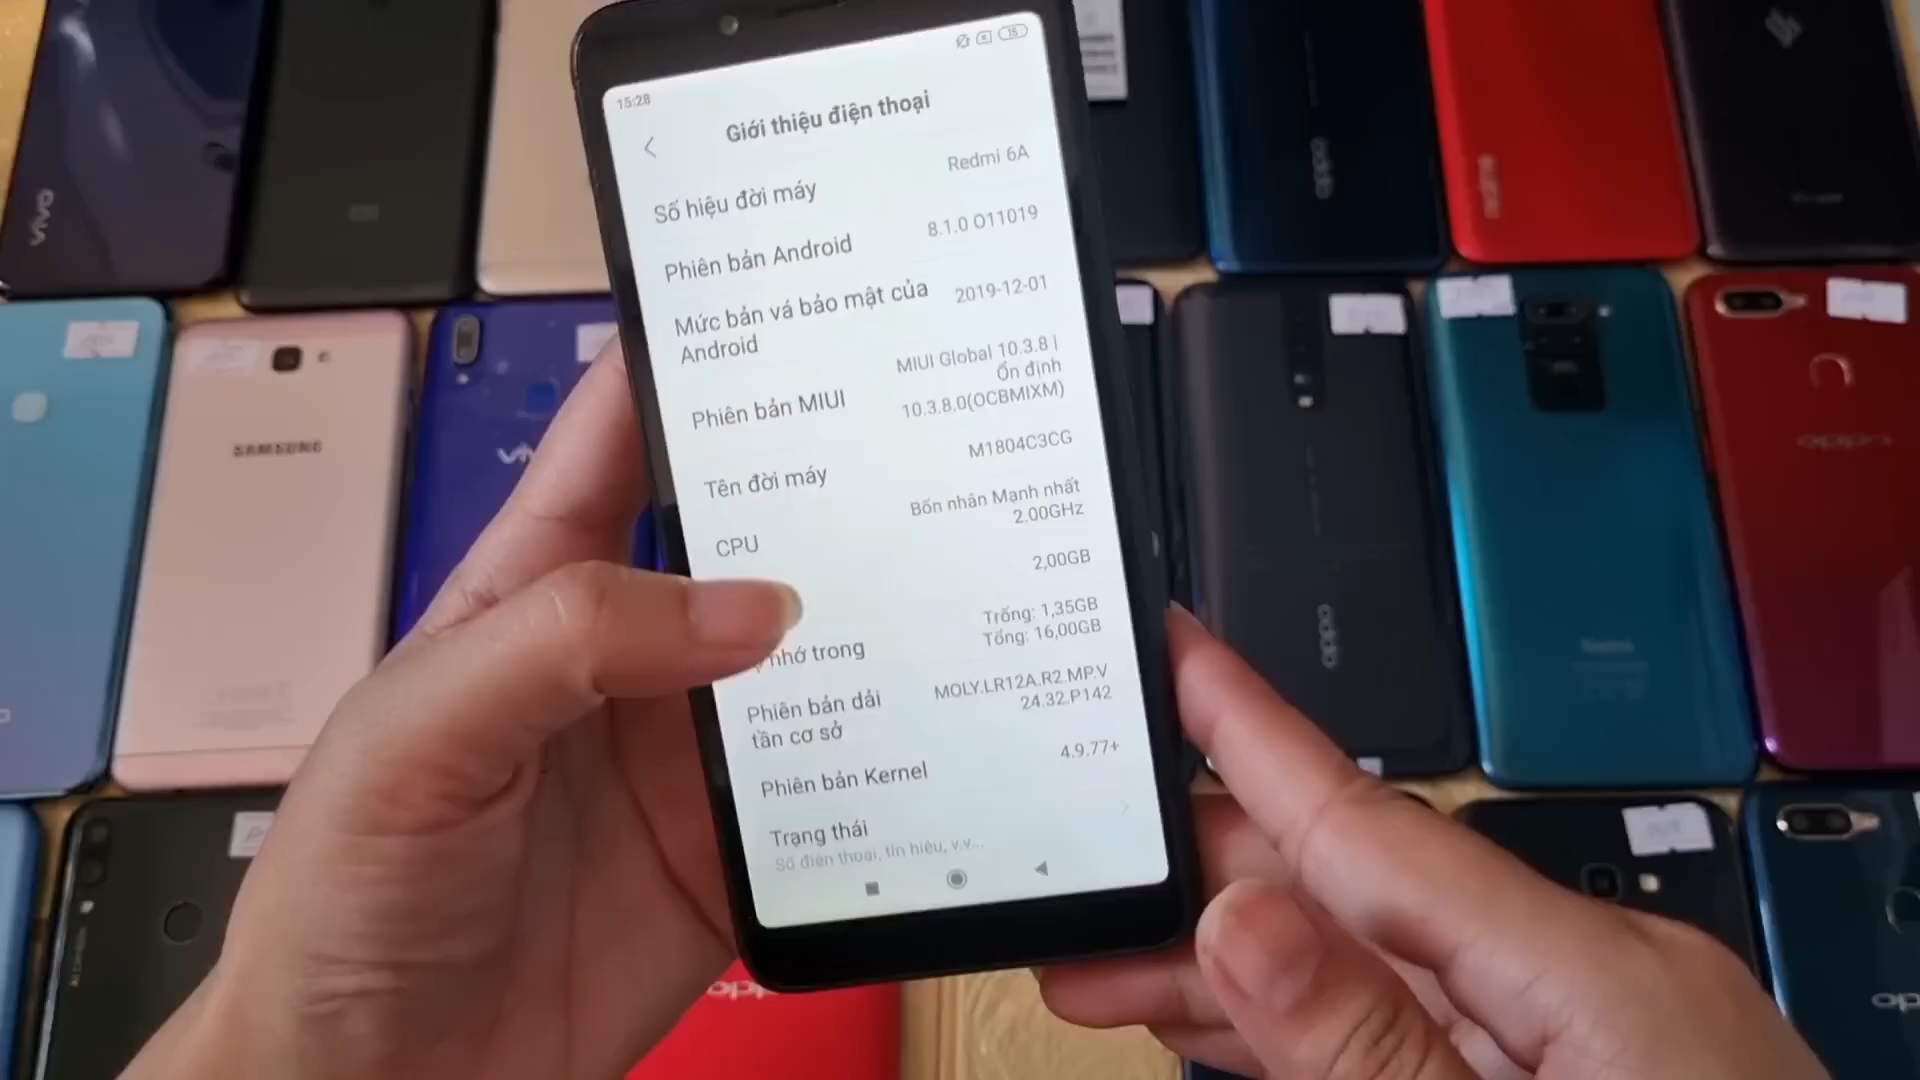 15:28
15
Giới thiệu điện thoại
Số hiệu đời máy
Redmi 6A
Phiên bản Android
8.1.0 O11019
Mức bản vá bảo mật của
Android
2019-12-01
Phiên bản MIUI
MIUI Global 10.3.8 |
Ổn định
10.3.8.0(OCBMIXM)
Tên đời máy
M1804C3CG
CPU
Bốn nhân Mạnh nhất
2.00GHz
2,00GB
nhớ trong
Trống: 1,35GB
Tổng: 16,00GB
Phiên bản dải
tần cơ sở
MOLY.LR12A.R2.MP.V
24.32.P142
Phiên bản Kernel
4.9.77+
Trạng thái
Số điện thoại, tín hiệu, v.v...
vivo
SAMSUNG
oppo
realme
oppo
Redmi
oppo